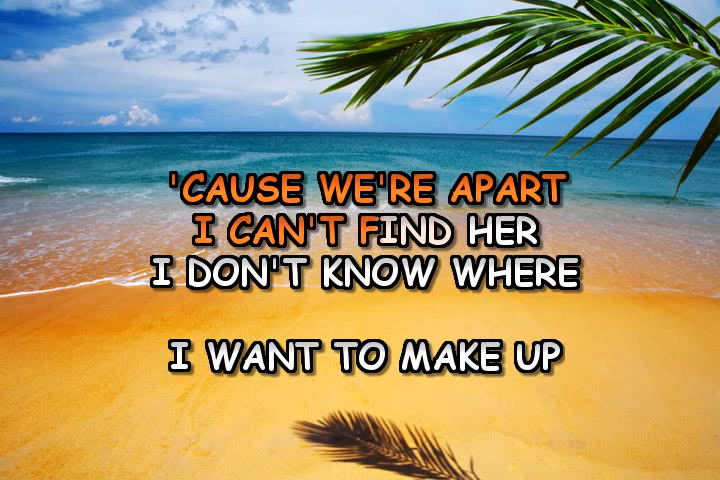 'CAUSE WE'RE APART
I CAN'T FIND HER
I DON'T KNOW WHERE
I WANT TO MAKE UP